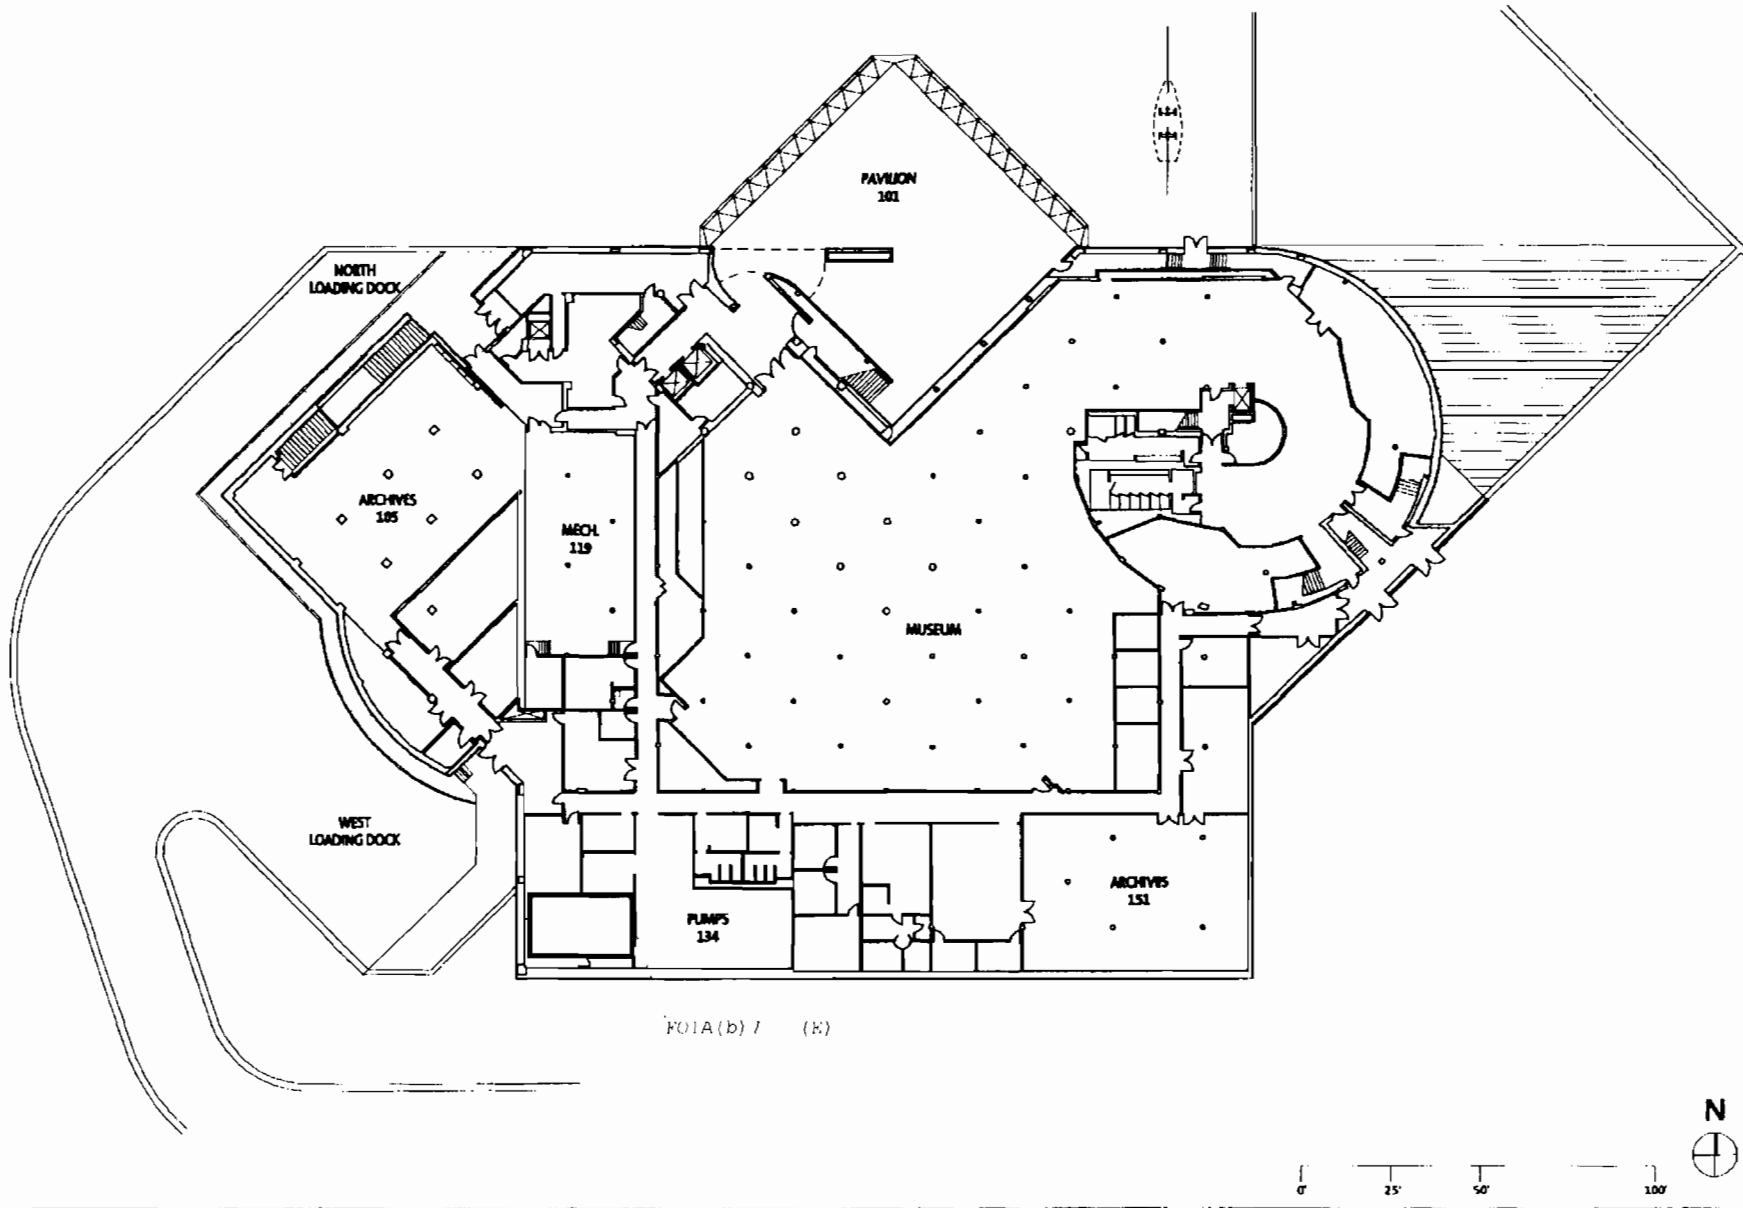 PAVILION
101
NORTH
LOADING DOCK
ARCHIVES
105
MECH.
119
MUSEUM
WEST
LOADING DOCK
ARCHIVES
151
PUMPS
134
FOIA(b) 7 (E)
N
0' 25' 50' 100'